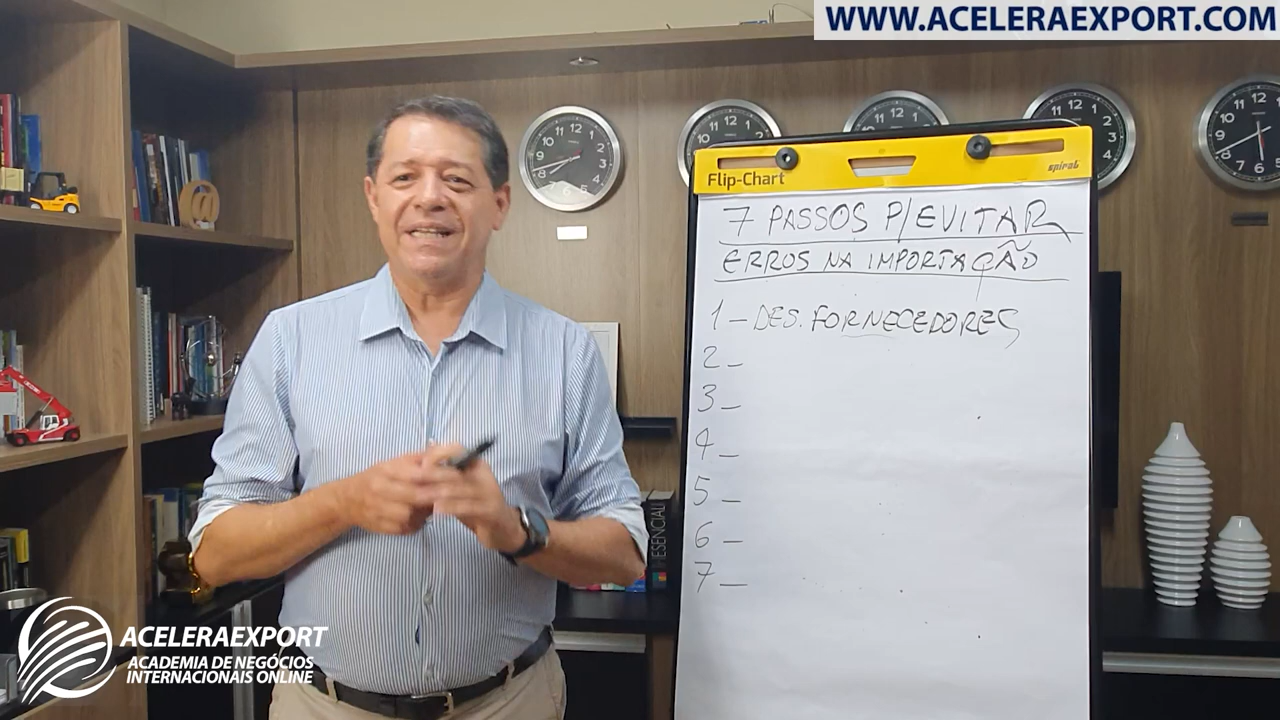 WWW.ACELERAEXPORT.COM
Flip-Chart
spiral
7 PASSOS P/EVITAR
ERROS NA IMPORTAÇÃO
1 - DES. FORNECEDORES
2 -
3 -
4 -
5 -
6 -
7 -
ESSENCIAL
ACELERAEXPORT
ACADEMIA DE NEGÓCIOS
INTERNACIONAIS ONLINE